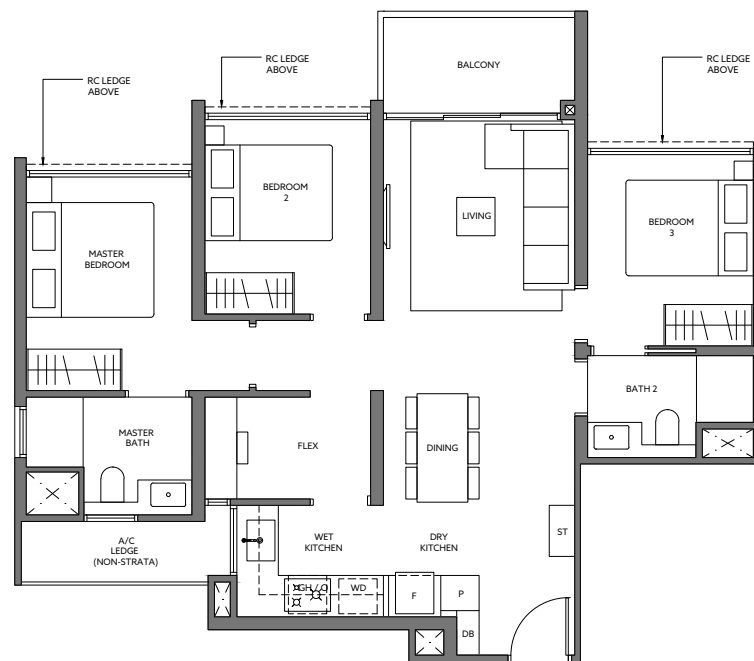 RC LEDGE
ABOVE
RC LEDGE
ABOVE
BALCONY
RC LEDGE
ABOVE
BEDROOM
2
LIVING
BEDROOM
3
MASTER
BEDROOM
BATH 2
MASTER
BATH
FLEX
DINING
A/C
LEDGE
(NON-STRATA)
WET
KITCHEN
DRY
KITCHEN
ST
GH / O
WD
F
P
DB